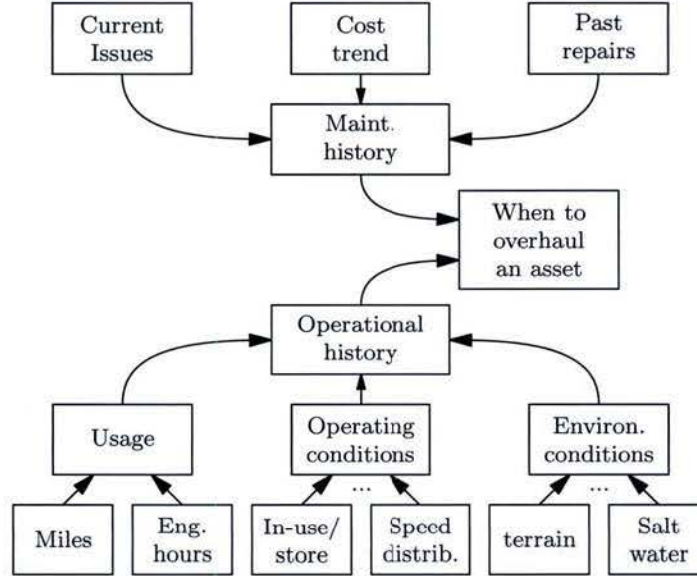 Current
Issues
Cost
trend
Past
repairs
Maint.
history
When to
overhaul
an asset
Operational
history
Usage
Operating
conditions
Environ.
conditions
...
...
Miles
Eng.
hours
In-use/
store
Speed
distrib.
terrain
Salt
water